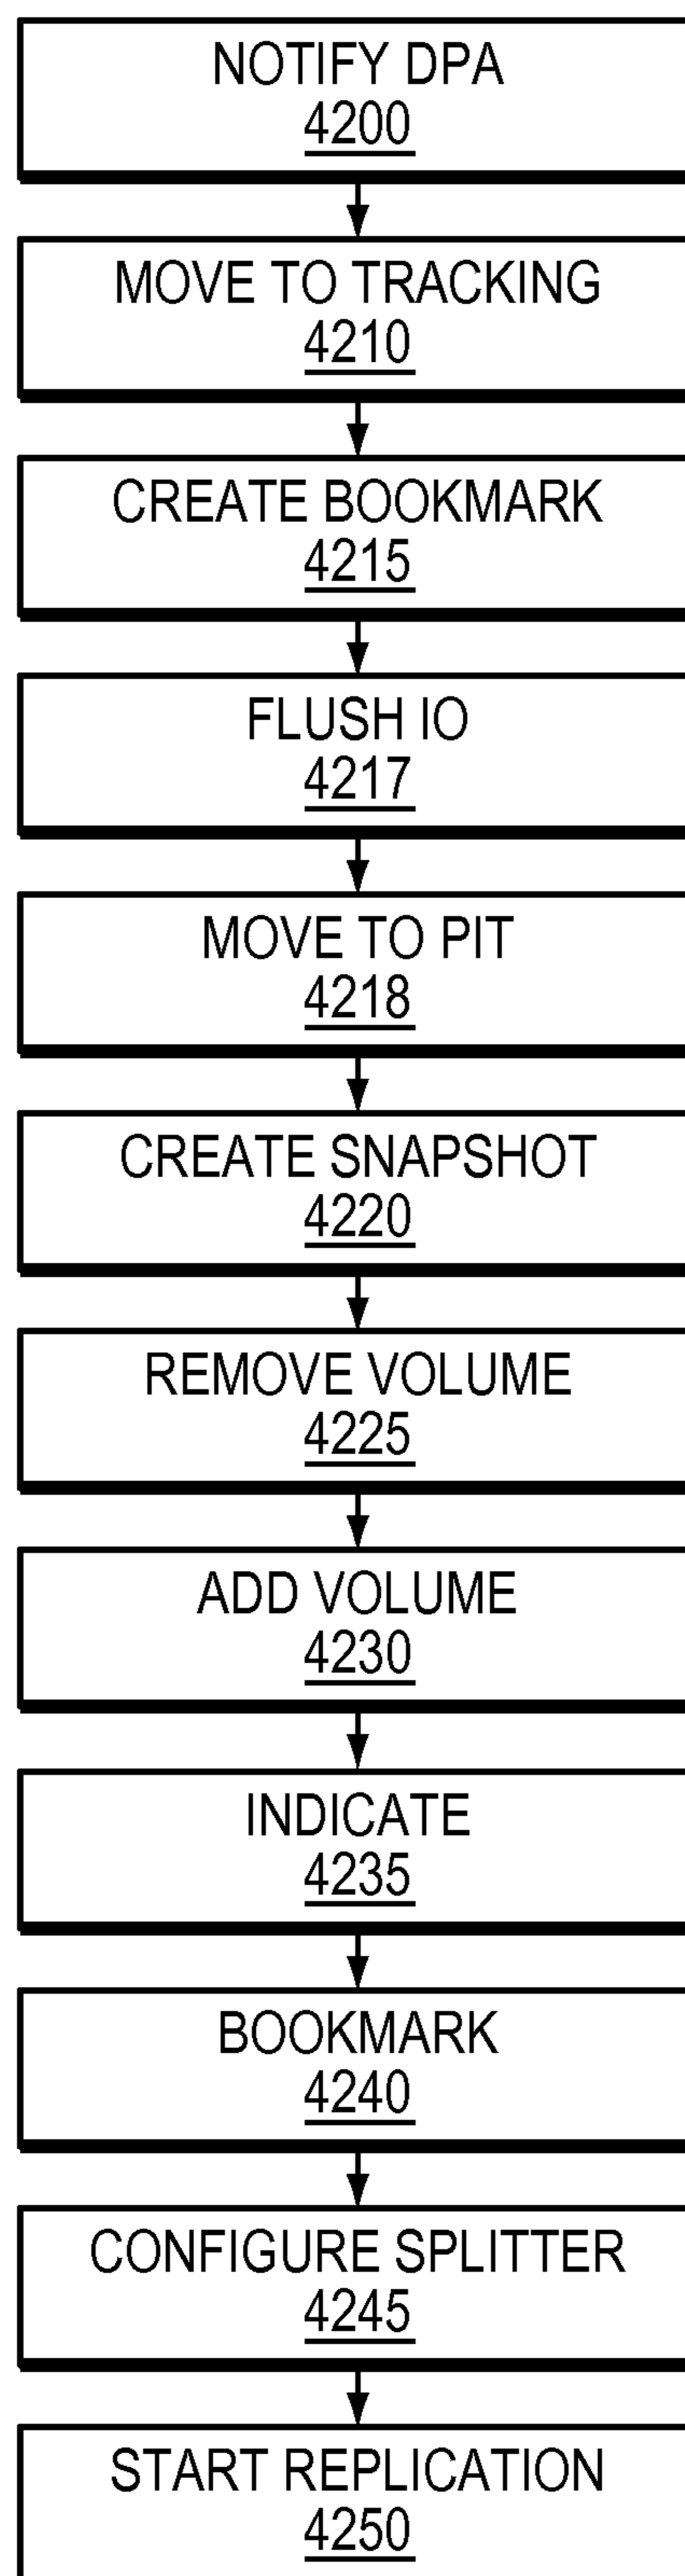 NOTIFY DPA
4200
MOVE TO TRACKING
4210
CREATE BOOKMARK
4215
FLUSH IO
4217
MOVE TO PIT
4218
CREATE SNAPSHOT
4220
REMOVE VOLUME
4225
ADD VOLUME
4230
INDICATE
4235
BOOKMARK
4240
CONFIGURE SPLITTER
4245
START REPLICATION
4250